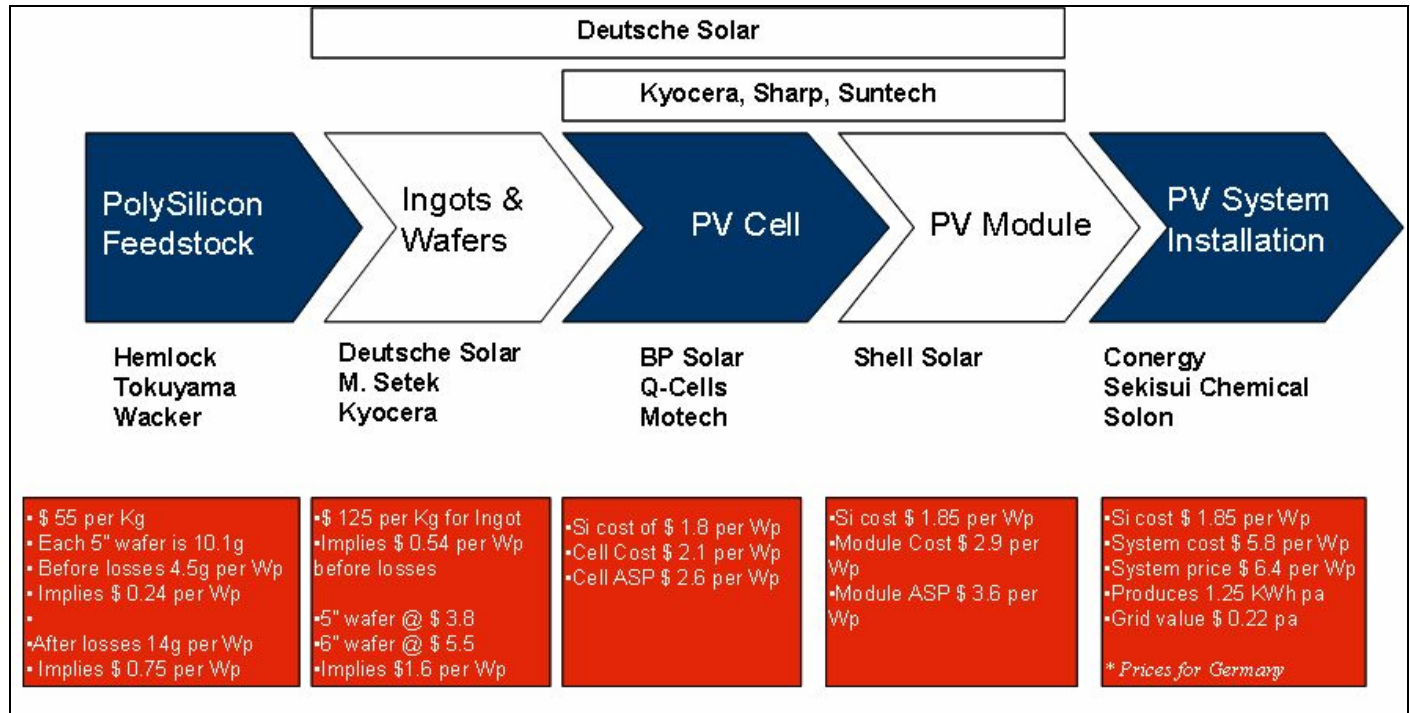 Deutsche Solar
Kyocera, Sharp, Suntech
PolySilicon
Feedstock
Ingots &
Wafers
PV Cell
PV Module
PV System
Installation
Hemlock
Tokuyama
Wacker
Deutsche Solar
M. Setek
Kyocera
BP Solar
Q-Cells
Motech
Shell Solar
Conergy
Sekisui Chemical
Solon
▪ $ 55 per Kg
▪ Each 5" wafer is 10.1g
▪ Before losses 4.5g per Wp
▪ Implies $ 0.24 per Wp
▪
▪After losses 14g per Wp
▪ Implies $ 0.75 per Wp
▪$ 125 per Kg for Ingot
▪Implies $ 0.54 per Wp
before losses
▪5" wafer @ $ 3.8
▪6" wafer @ $ 5.5
▪Implies $1.6 per Wp
▪Si cost of $ 1.8 per Wp
▪Cell Cost $ 2.1 per Wp
▪Cell ASP $ 2.6 per Wp
▪Si cost $ 1.85 per Wp
▪Module Cost $ 2.9 per
Wp
▪Module ASP $ 3.6 per
Wp
▪Si cost $ 1.85 per Wp
▪System cost $ 5.8 per Wp
▪System price $ 6.4 per Wp
▪Produces 1.25 KWh pa
▪Grid value $ 0.22 pa
* Prices for Germany